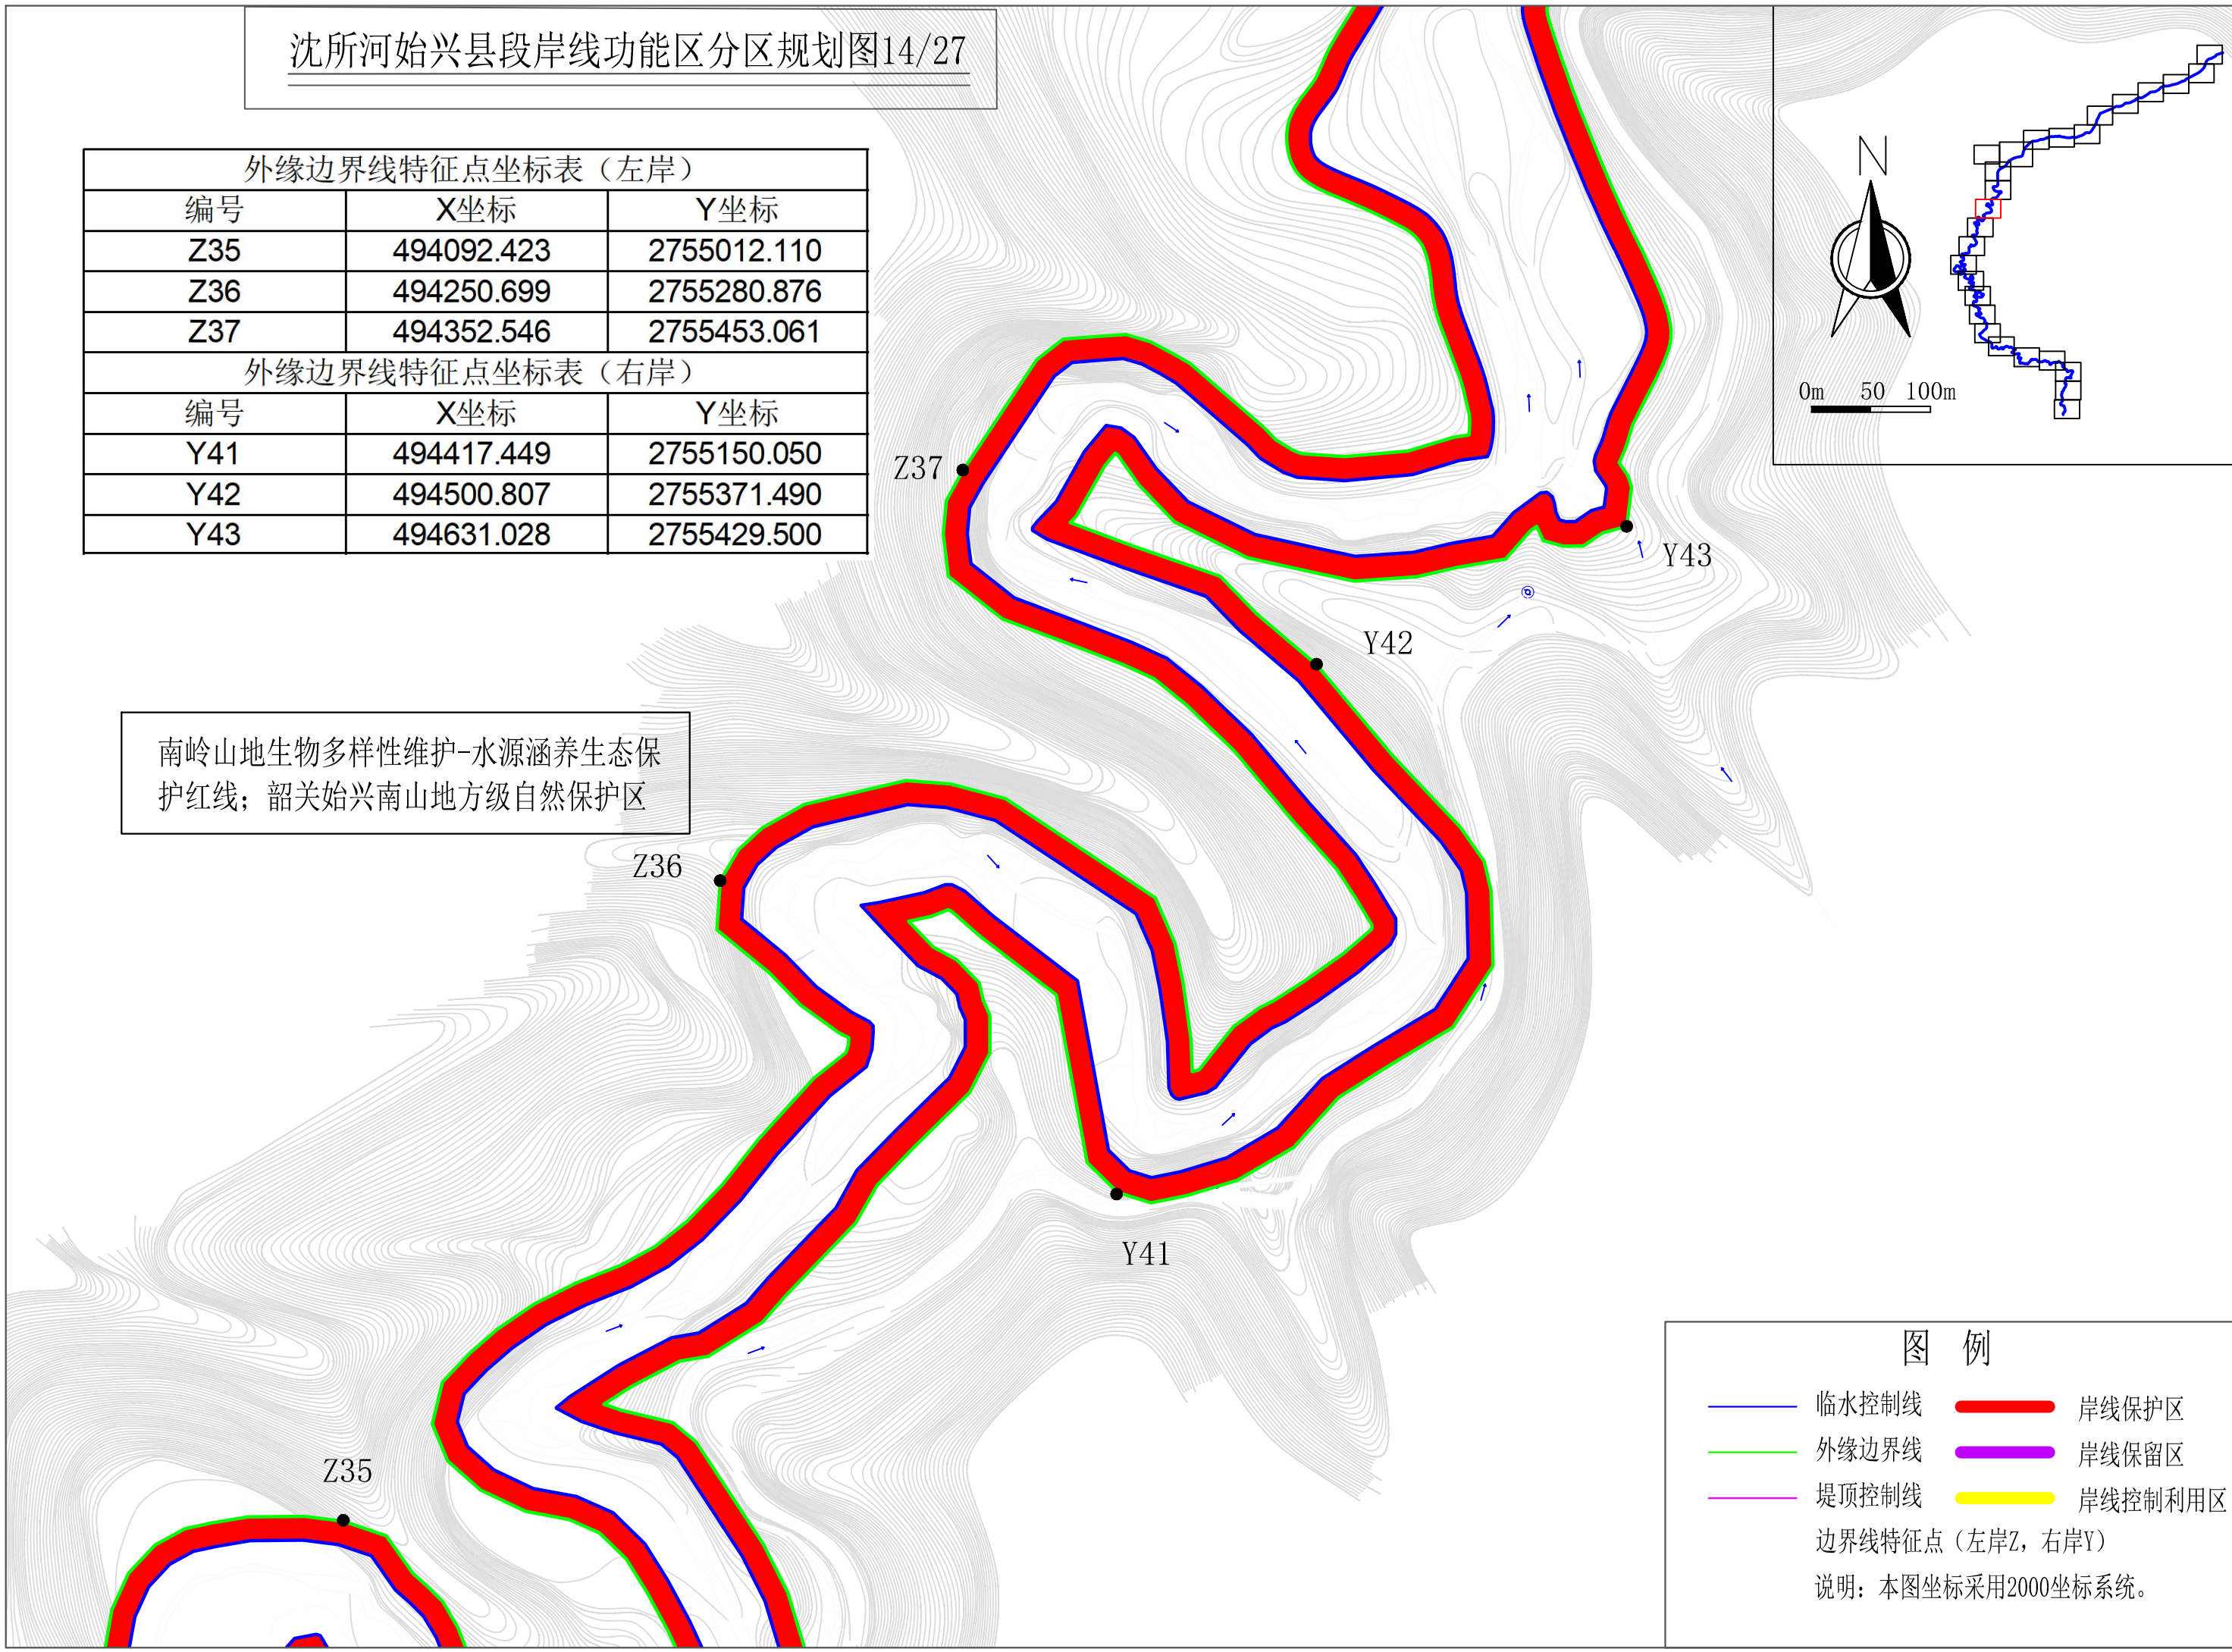 沈所河始兴县段岸线功能区分区规划图14/27
外缘边界线特征点坐标表（左岸）
编号 X坐标 Y坐标
Z35 494092.423 2755012.110
Z36 494250.699 2755280.876
Z37 494352.546 2755453.061
外缘边界线特征点坐标表（右岸）
编号 X坐标 Y坐标
Y41 494417.449 2755150.050
Y42 494500.807 2755371.490
Y43 494631.028 2755429.500
N
0m 50 100m
Z37
Y43
Y42
南岭山地生物多样性维护-水源涵养生态保
护红线；韶关始兴南山地方级自然保护区
Z36
Y41
Z35
图 例
临水控制线 岸线保护区
外缘边界线 岸线保留区
堤顶控制线 岸线控制利用区
边界线特征点（左岸Z，右岸Y）
说明：本图坐标采用2000坐标系统。